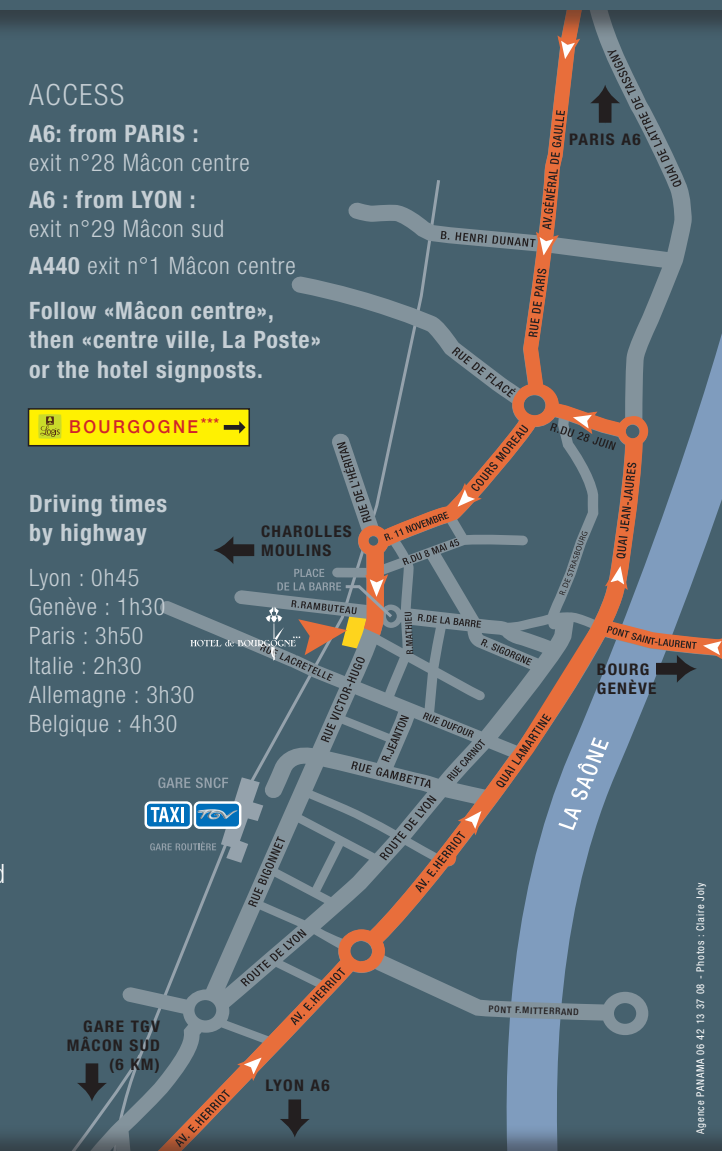 ACCESS
A6: from PARIS :
exit n°28 Mâcon centre
A6 : from LYON :
exit n°29 Mâcon sud
A440 exit n°1 Mâcon centre
Follow «Mâcon centre»,
then «centre ville, La Poste»
or the hotel signposts.
BOURGOGNE***
Driving times
by highway
Lyon : 0h45
Genève : 1h30
Paris : 3h50
Italie : 2h30
Allemagne : 3h30
Belgique : 4h30
d
QUAI DE LATTRE DE TASSIGNY
PARIS A6
AV.GÉNÉRAL DE GAULLE
B. HENRI DUNANT
RUE DE PARIS
RUE DE FLACÉ
R.DU 28 JUIN
COURS MOREAU
RUE DE L'HÉRITAN
R. 11 NOVEMBRE
QUAI JEAN-JAURES
CHAROLLES
MOULINS
R.DU 8 MAI 45
R. DE STRASBOURG
PLACE
DE LA BARRE
R.RAMBUTEAU
R.MATHIEU
R.DE LA BARRE
HOTEL de BOURGOGNE***
R. SIGORGNE
PONT SAINT-LAURENT
RUE LACRETELLE
BOURG
GENÈVE
RUE VICTOR-HUGO
R.JEANTON
RUE DUFOUR
RUE CARNOT
QUAI LAMARTINE
RUE GAMBETTA
LA SAÔNE
GARE SNCF
TAXI TGV
GARE ROUTIÈRE
ROUTE DE LYON
AV. E.HERRIOT
RUE BIGONNET
ROUTE DE LYON
AV. E.HERRIOT
PONT F.MITTERRAND
GARE TGV
MÂCON SUD
(6 KM)
LYON A6
AV. E.HERRIOT
Agence PANAMA 06 42 13 37 08 - Photos : Claire Joly